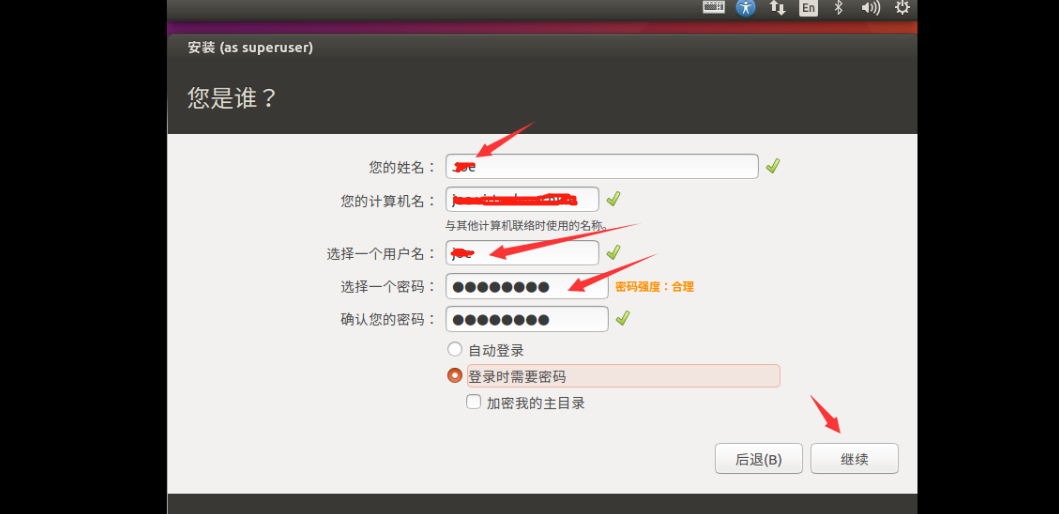 En
安装 (as superuser)
您是谁？
您的姓名：
您的计算机名：
与其他计算机联络时使用的名称。
选择一个用户名：
选择一个密码：
密码强度：合理
确认您的密码：
自动登录
登录时需要密码
加密我的主目录
后退(B)
继续